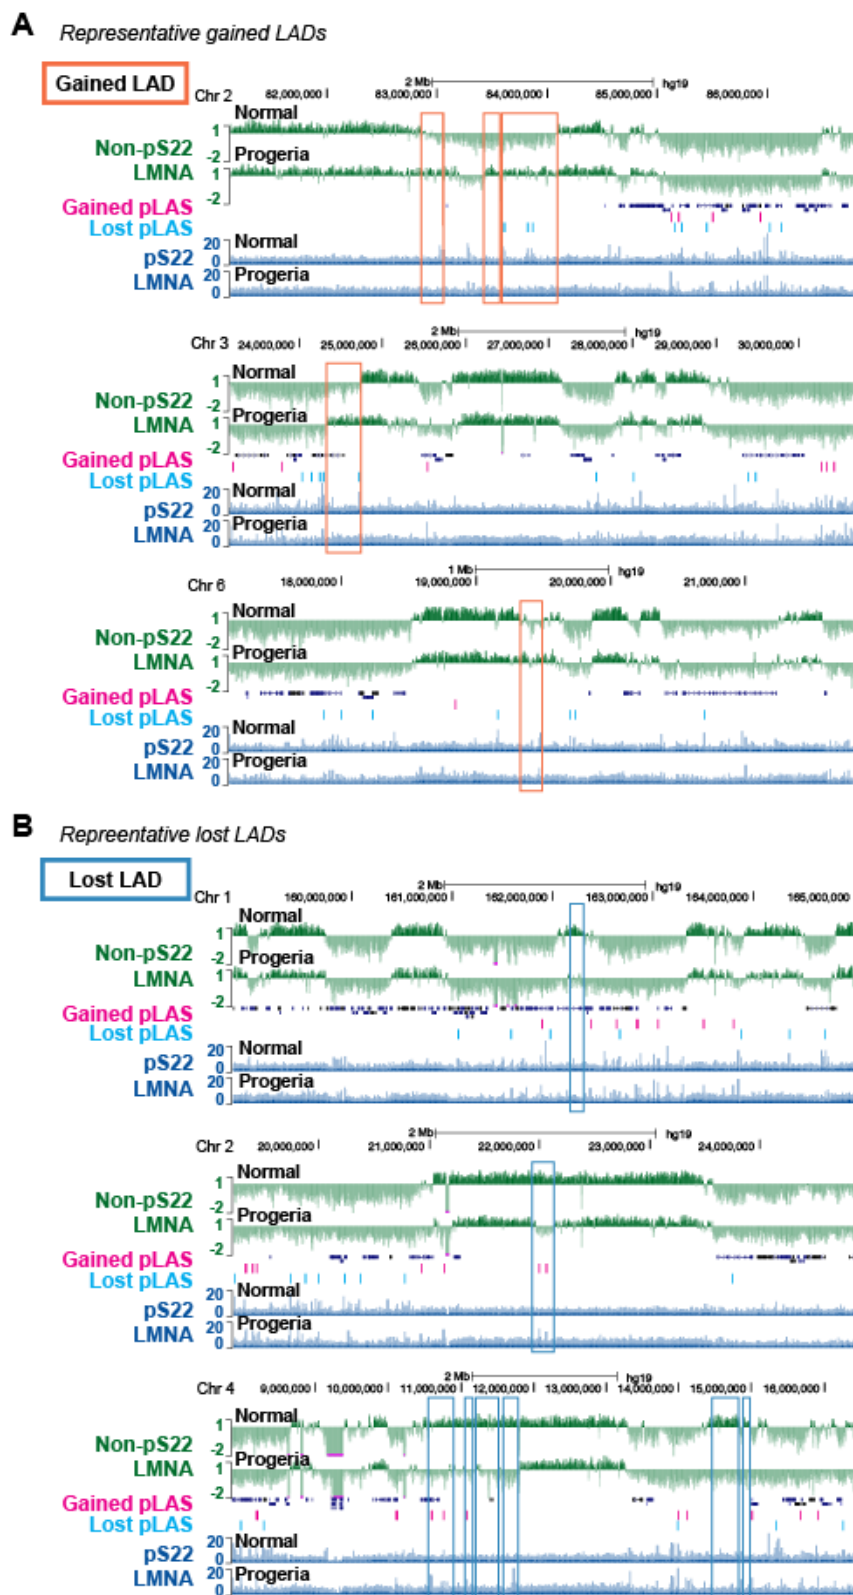 A Representative gained LADs
Gained LAD
2 Mb hg19
Chr 2 82,000,000 83,000,000 84,000,000 85,000,000 86,000,000
Normal
1
Non-pS22
-2 Progeria
LMNA 1
-2
Gained pLAS
Lost pLAS
20 Normal
pS22 0
20 Progeria
LMNA 0
2 Mb hg19
Chr 3 24,000,000 25,000,000 26,000,000 27,000,000 28,000,000 29,000,000 30,000,000
Normal
1
Non-pS22
-2 Progeria
LMNA 1
-2
Gained pLAS
Lost pLAS
20 Normal
pS22 0
20 Progeria
LMNA 0
1 Mb hg19
Chr 6 18,000,000 19,000,000 20,000,000 21,000,000
Normal
1
Non-pS22
-2 Progeria
LMNA 1
-2
Gained pLAS
Lost pLAS
20 Normal
pS22 0
20 Progeria
LMNA 0
B Repreentative lost LADs
Lost LAD
2 Mb hg19
Chr 1 160,000,000 161,000,000 162,000,000 163,000,000 164,000,000 165,000,000
Normal
1
Non-pS22
-2 Progeria
LMNA 1
-2
Gained pLAS
Lost pLAS
20 Normal
pS22 0
20 Progeria
LMNA 0
2 Mb hg19
Chr 2 20,000,000 21,000,000 22,000,000 23,000,000 24,000,000
Normal
1
Non-pS22
-2 Progeria
LMNA 1
-2
Gained pLAS
Lost pLAS
20 Normal
pS22 0
20 Progeria
LMNA 0
2 Mb hg19
Chr 4 9,000,000 10,000,000 11,000,000 12,000,000 13,000,000 14,000,000 15,000,000 16,000,000
Normal
1
Non-pS22
-2 Progeria
LMNA 1
-2
Gained pLAS
Lost pLAS
20 Normal
pS22 0
20 Progeria
LMNA 0